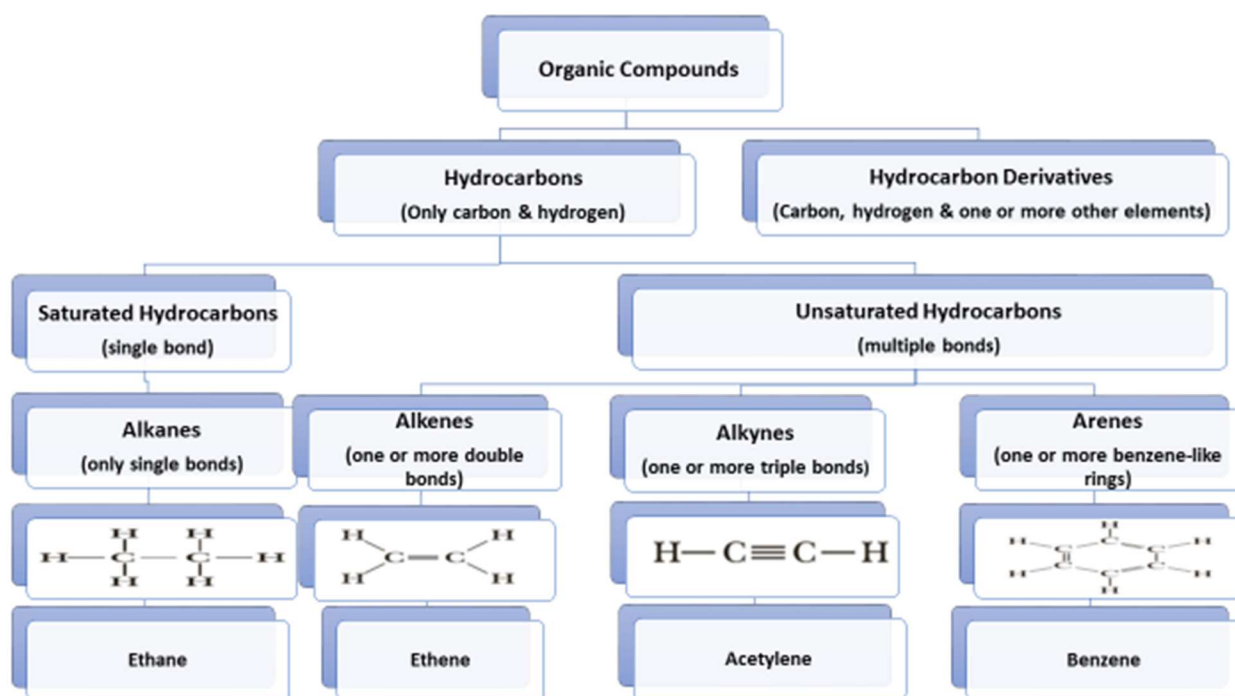 Organic Compounds
Hydrocarbons
(Only carbon & hydrogen)
Hydrocarbon Derivatives
(Carbon, hydrogen & one or more other elements)
Saturated Hydrocarbons
(single bond)
Unsaturated Hydrocarbons
(multiple bonds)
Alkanes
(only single bonds)
Alkenes
(one or more double
bonds)
Alkynes
(one or more triple bonds)
Arenes
(one or more benzene-like
rings)
H H
H — C — C — H
H H
H H
C = C
H H
H — C ≡ C — H
H
H C C H
H C C H
H
Ethane
Ethene
Acetylene
Benzene